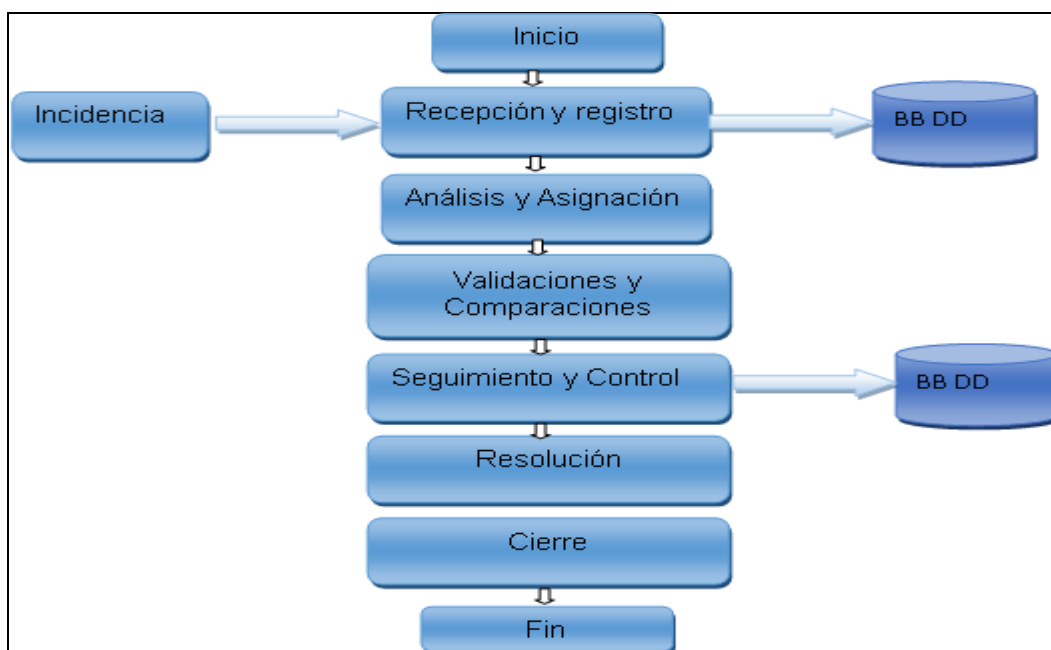 Inicio
Incidencia
Recepción y registro
BB DD
Análisis y Asignación
Validaciones y
Comparaciones
Seguimiento y Control
BB DD
Resolución
Cierre
Fin